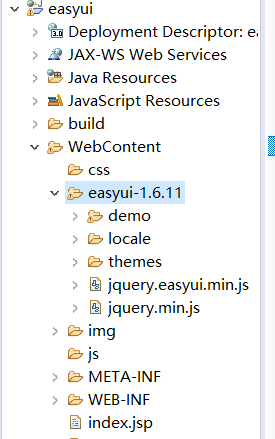 easyui
Deployment Descriptor: ea
JAX-WS Web Services
Java Resources
JavaScript Resources
build
WebContent
css
easyui-1.6.11
demo
locale
themes
jquery.easyui.min.js
jquery.min.js
img
js
META-INF
WEB-INF
index.jsp